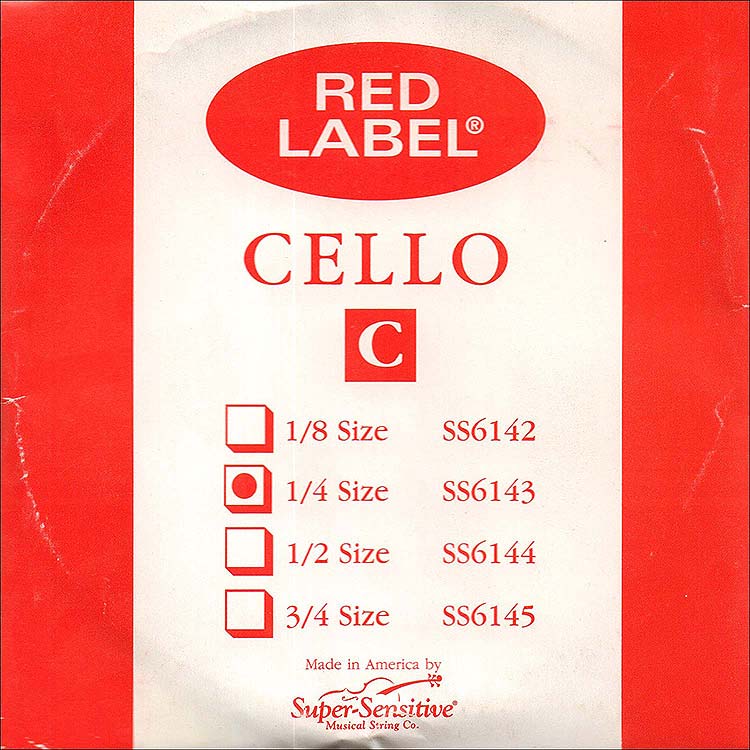 RED
LABEL®
CELLO
C
1/8 Size SS6142
1/4 Size SS6143
1/2 Size SS6144
3/4 Size SS6145
Made in America by
Super-Sensitive®
Musical String Co.